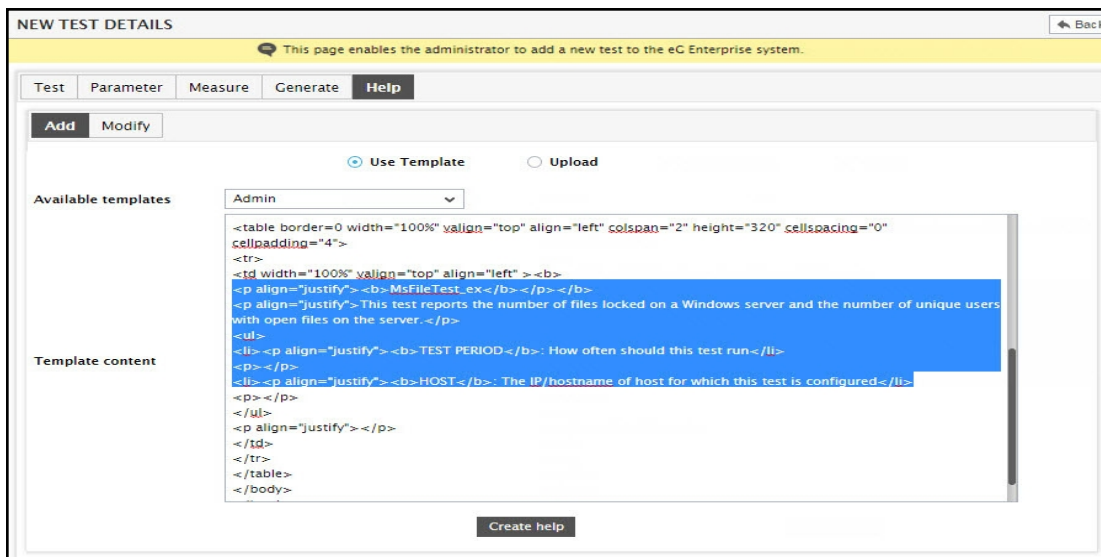 NEW TEST DETAILS
Back
This page enables the administrator to add a new test to the eG Enterprise system.
Test Parameter Measure Generate Help
Add Modify
Use Template Upload
Available templates Admin
<table border=0 width="100%" valign="top" align="left" colspan="2" height="320" cellspacing="0"
cellpadding="4">
<tr>
<td width="100%" valign="top" align="left" ><b>
<p align="justify"><b>MsFileTest_ex</b></p></b>
<p align="justify">This test reports the number of files locked on a Windows server and the number of unique users
with open files on the server.</p>
<ul>
<li><p align="justify"><b>TEST PERIOD</b>: How often should this test run</li>
<p></p>
Template content
<li><p align="justify"><b>HOST</b>: The IP/hostname of host for which this test is configured</li>
<p></p>
</ul>
<p align="justify"></p>
</td>
</tr>
</table>
</body>
Create help